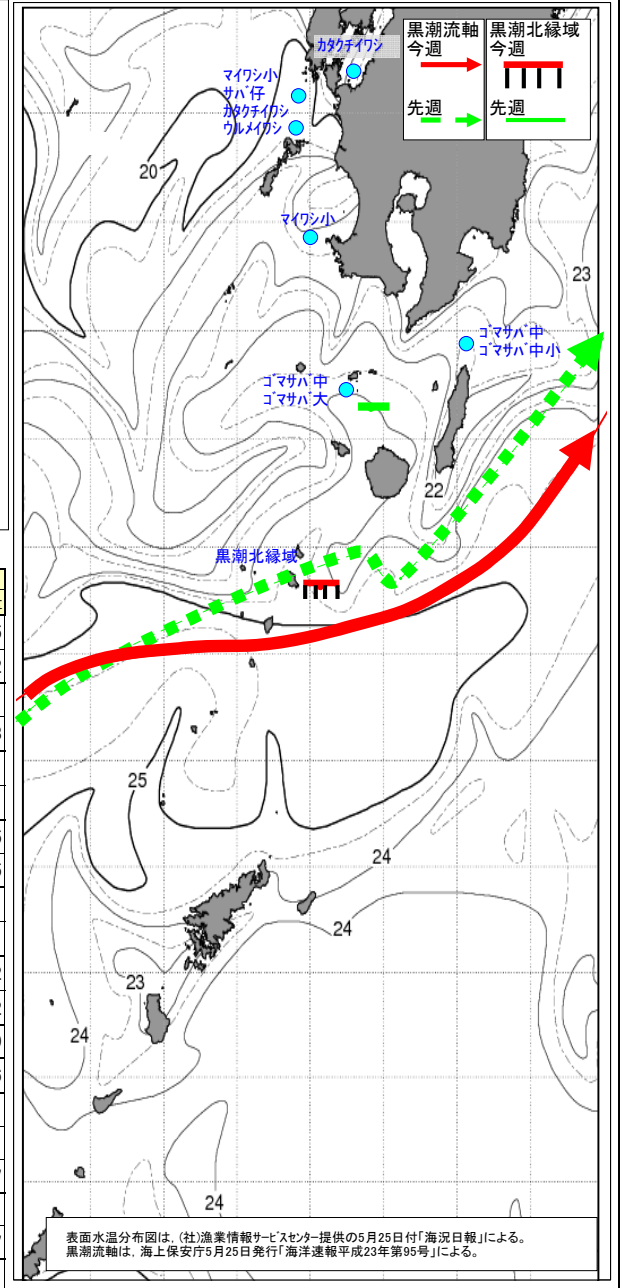 カタクチイワシ
黒潮流軸
今週
先週
黒潮北縁域
今週
先週
マイワシ小
サバ仔
カタクチイワシ
ウルメイワシ
20
マイワシ小
23
ゴマサバ中
ゴマサバ中小
ゴマサバ中
ゴマサバ大
22
黒潮北縁域
25
24
24
23
24
24
表面水温分布図は，(社)漁業情報サービスセンター提供の5月25日付「海況日報」による。
黒潮流軸は，海上保安庁5月25日発行「海洋速報平成23年第95号」による。